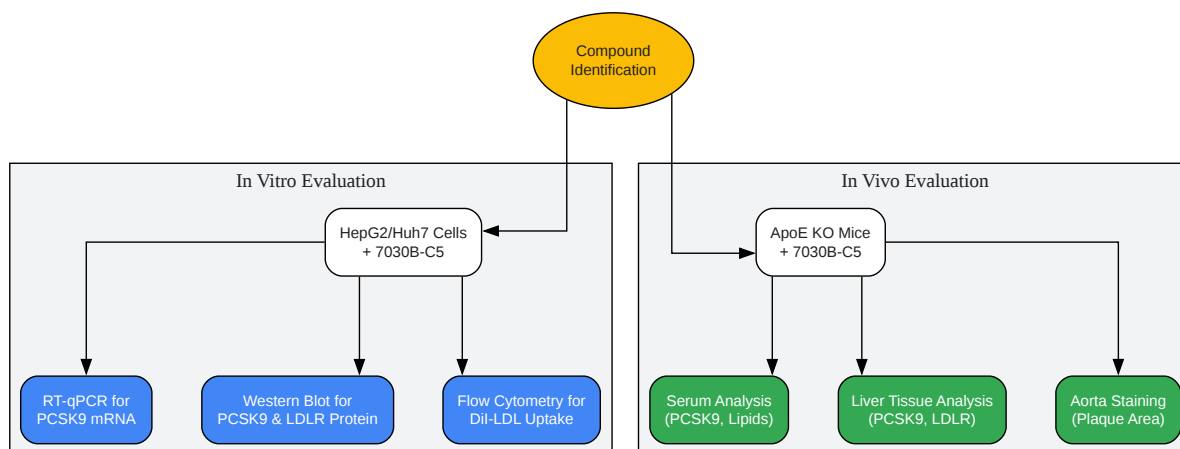 Compound
Identification
In Vitro Evaluation
In Vivo Evaluation
HepG2/Huh7 Cells
+ 7030B-C5
ApoE KO Mice
+ 7030B-C5
RT-qPCR for
PCSK9 mRNA
Western Blot for
PCSK9 & LDLR Protein
Flow Cytometry for
DiI-LDL Uptake
Serum Analysis
(PCSK9, Lipids)
Liver Tissue Analysis
(PCSK9, LDLR)
Aorta Staining
(Plaque Area)